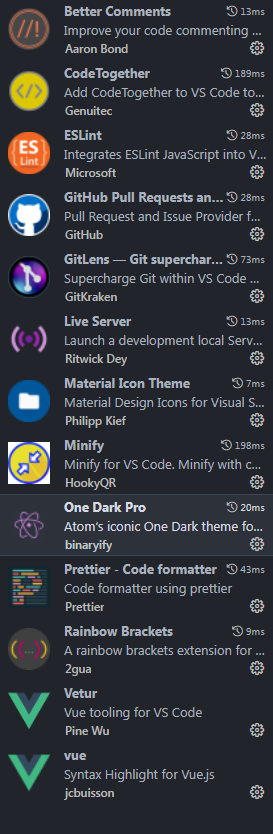 Better Comments 13ms
Improve your code commenting ...
Aaron Bond
CodeTogether 189ms
Add CodeTogether to VS Code to...
Genuitec
ESLint 28ms
Integrates ESLint JavaScript into V...
Microsoft
GitHub Pull Requests an... 28ms
Pull Request and Issue Provider f...
GitHub
GitLens — Git superchar... 73ms
Supercharge Git within VS Code ...
GitKraken
Live Server 13ms
Launch a development local Serv...
Ritwick Dey
Material Icon Theme 7ms
Material Design Icons for Visual S...
Philipp Kief
Minify 198ms
Minify for VS Code. Minify with c...
HookyQR
One Dark Pro 20ms
Atom's iconic One Dark theme fo...
binaryify
Prettier - Code formatter 43ms
Code formatter using prettier
Prettier
Rainbow Brackets 9ms
A rainbow brackets extension for ...
2gua
Vetur
Vue tooling for VS Code
Pine Wu
vue
Syntax Highlight for Vue.js
jcbuisson
//!
</>
ES
Lint
(...)